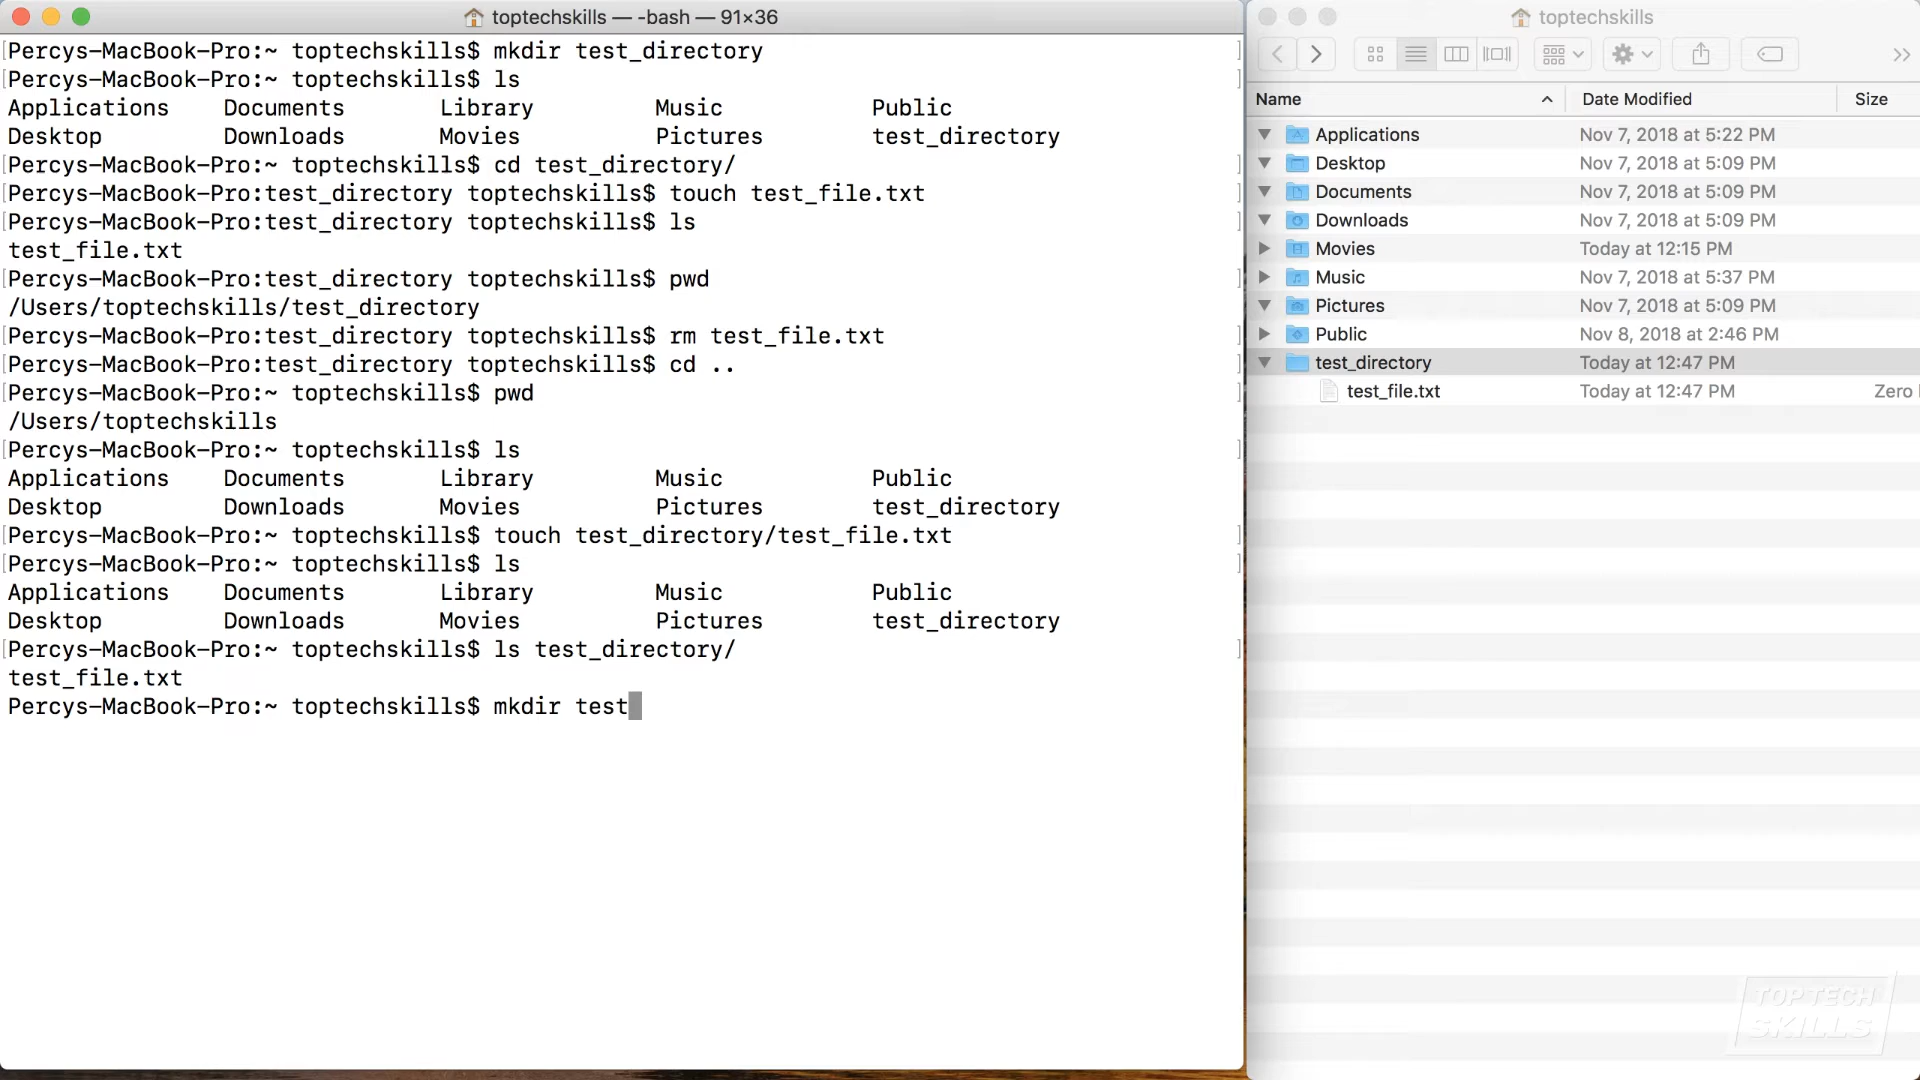 toptechskills — -bash — 91×36
Percys-MacBook-Pro:~ toptechskills$ mkdir test_directory
Percys-MacBook-Pro:~ toptechskills$ ls
Applications Documents Library Music Public
Desktop Downloads Movies Pictures test_directory
Percys-MacBook-Pro:~ toptechskills$ cd test_directory/
Percys-MacBook-Pro:test_directory toptechskills$ touch test_file.txt
Percys-MacBook-Pro:test_directory toptechskills$ ls
test_file.txt
Percys-MacBook-Pro:test_directory toptechskills$ pwd
/Users/toptechskills/test_directory
Percys-MacBook-Pro:test_directory toptechskills$ rm test_file.txt
Percys-MacBook-Pro:test_directory toptechskills$ cd ..
Percys-MacBook-Pro:~ toptechskills$ pwd
/Users/toptechskills
Percys-MacBook-Pro:~ toptechskills$ ls
Applications Documents Library Music Public
Desktop Downloads Movies Pictures test_directory
Percys-MacBook-Pro:~ toptechskills$ touch test_directory/test_file.txt
Percys-MacBook-Pro:~ toptechskills$ ls
Applications Documents Library Music Public
Desktop Downloads Movies Pictures test_directory
Percys-MacBook-Pro:~ toptechskills$ ls test_directory/
test_file.txt
Percys-MacBook-Pro:~ toptechskills$ mkdir test
toptechskills
Name Date Modified Size
Applications Nov 7, 2018 at 5:22 PM
Desktop Nov 7, 2018 at 5:09 PM
Documents Nov 7, 2018 at 5:09 PM
Downloads Nov 7, 2018 at 5:09 PM
Movies Today at 12:15 PM
Music Nov 7, 2018 at 5:37 PM
Pictures Nov 7, 2018 at 5:09 PM
Public Nov 8, 2018 at 2:46 PM
test_directory Today at 12:47 PM
test_file.txt Today at 12:47 PM Zero
TOP TECH
SKILLS